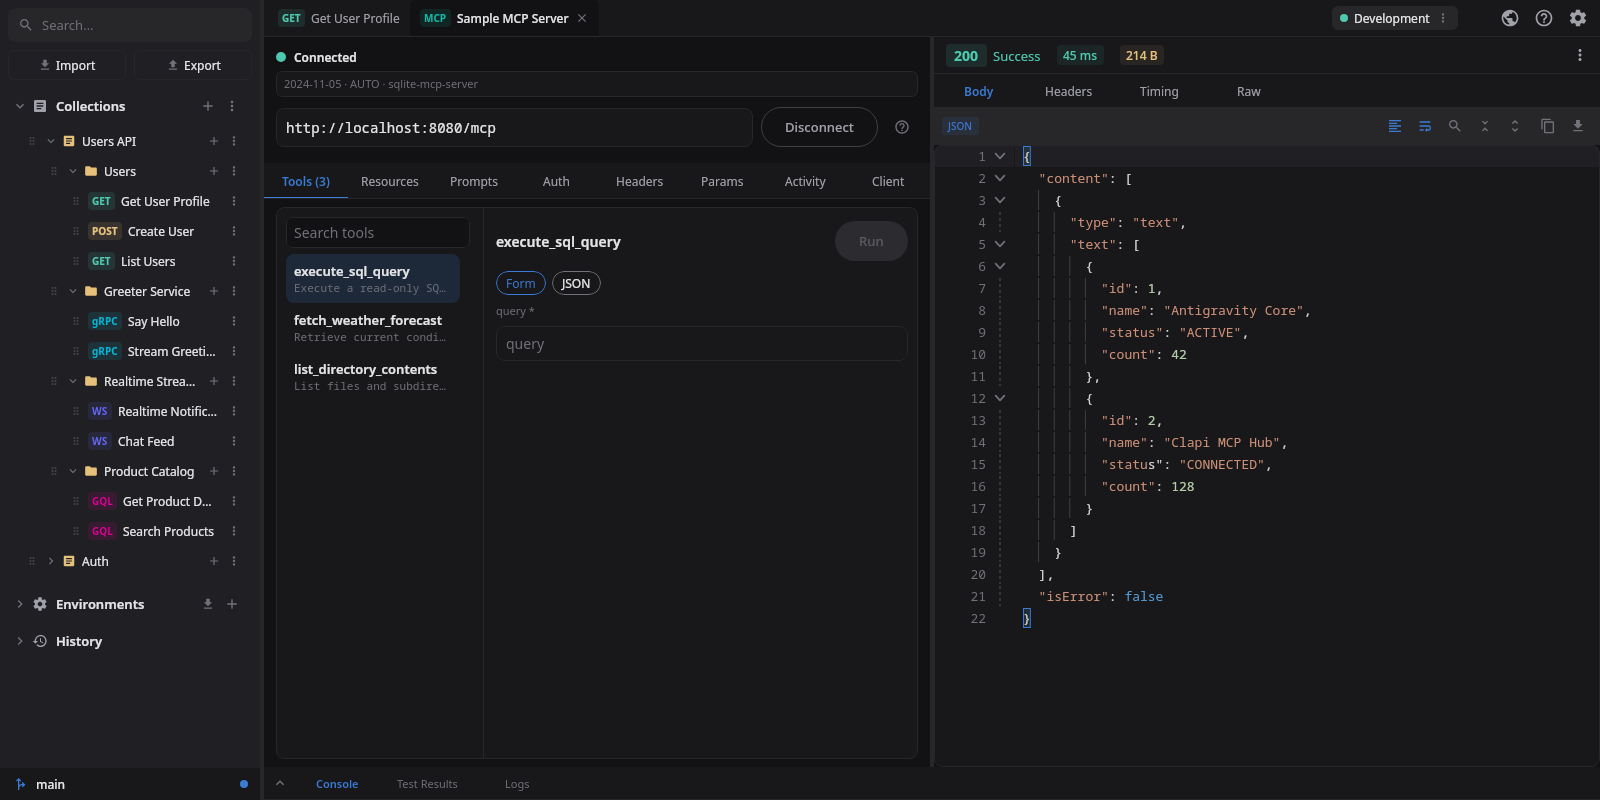 Search...
Import
Export
Collections
Users API
Users
GET Get User Profile
POST Create User
GET List Users
Greeter Service
gRPC Say Hello
gRPC Stream Greeti...
Realtime Strea...
WS Realtime Notific...
WS Chat Feed
Product Catalog
GQL Get Product D...
GQL Search Products
Auth
Environments
History
main
GET Get User Profile
MCP Sample MCP Server
Development
Connected
2024-11-05 · AUTO · sqlite-mcp-server
http://localhost:8080/mcp
Disconnect
Tools (3) Resources Prompts Auth Headers Params Activity Client
Search tools
execute_sql_query
Execute a read-only SQ…
fetch_weather_forecast
Retrieve current condi…
list_directory_contents
List files and subdire…
execute_sql_query
Run
Form JSON
query *
query
Console Test Results Logs
200 Success 45 ms 214 B
Body Headers Timing Raw
JSON
1 {
2 "content": [
3 {
4 "type": "text",
5 "text": [
6 {
7 "id": 1,
8 "name": "Antigravity Core",
9 "status": "ACTIVE",
10 "count": 42
11 },
12 {
13 "id": 2,
14 "name": "Clapi MCP Hub",
15 "status": "CONNECTED",
16 "count": 128
17 }
18 ]
19 }
20 ],
21 "isError": false
22 }